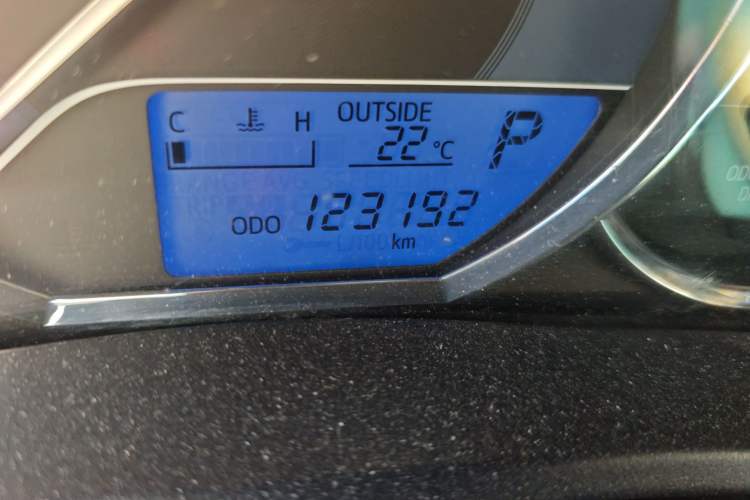 OUTSIDE
C H 22 °C P
ODO 123192
km